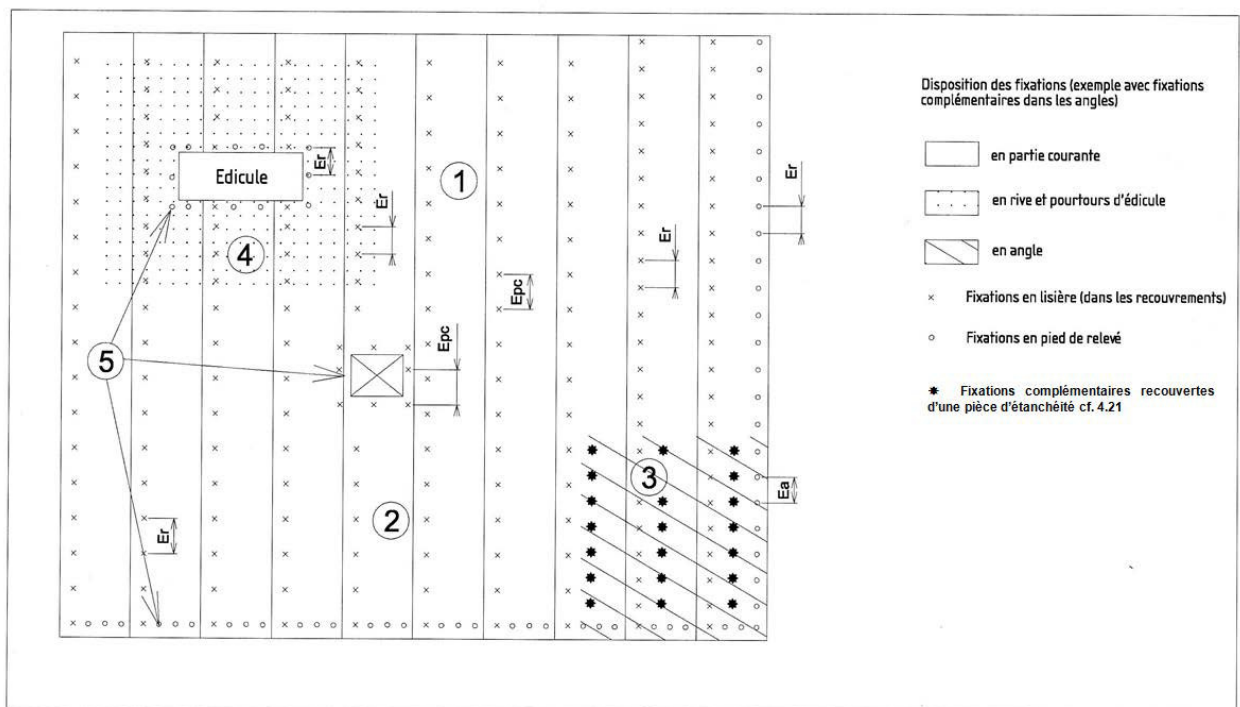 Edicule
Er
Er
1
4
Epc
Epc
5
Er
Er
3
Ea
2
Er
Disposition des fixations (exemple avec fixations
complémentaires dans les angles)
en partie courante
en rive et pourtours d'édicule
en angle
Fixations en lisière (dans les recouvrements)
Fixations en pied de relevé
Fixations complémentaires recouvertes
d'une pièce d'étanchéité cf. 4.21